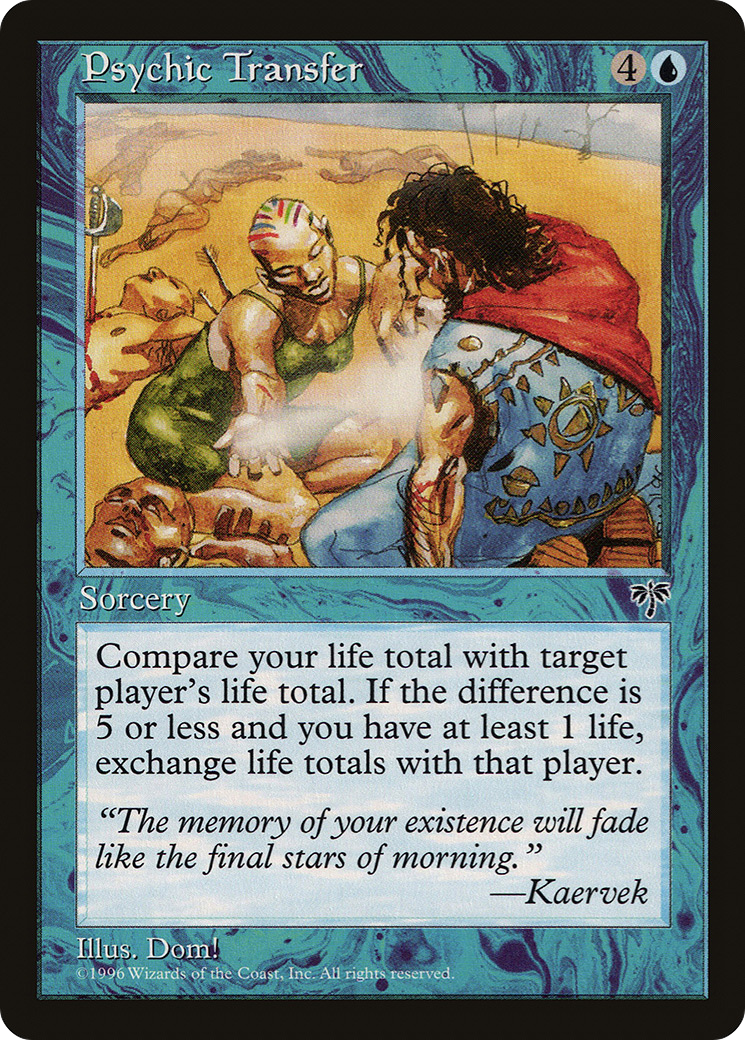 Psychic Transfer 4
Sorcery
Compare your life total with target
player's life total. If the difference is
5 or less and you have at least 1 life,
exchange life totals with that player.
“The memory of your existence will fade
like the final stars of morning.”
—Kaervek
Illus. Dom!
©1996 Wizards of the Coast, Inc. All rights reserved.